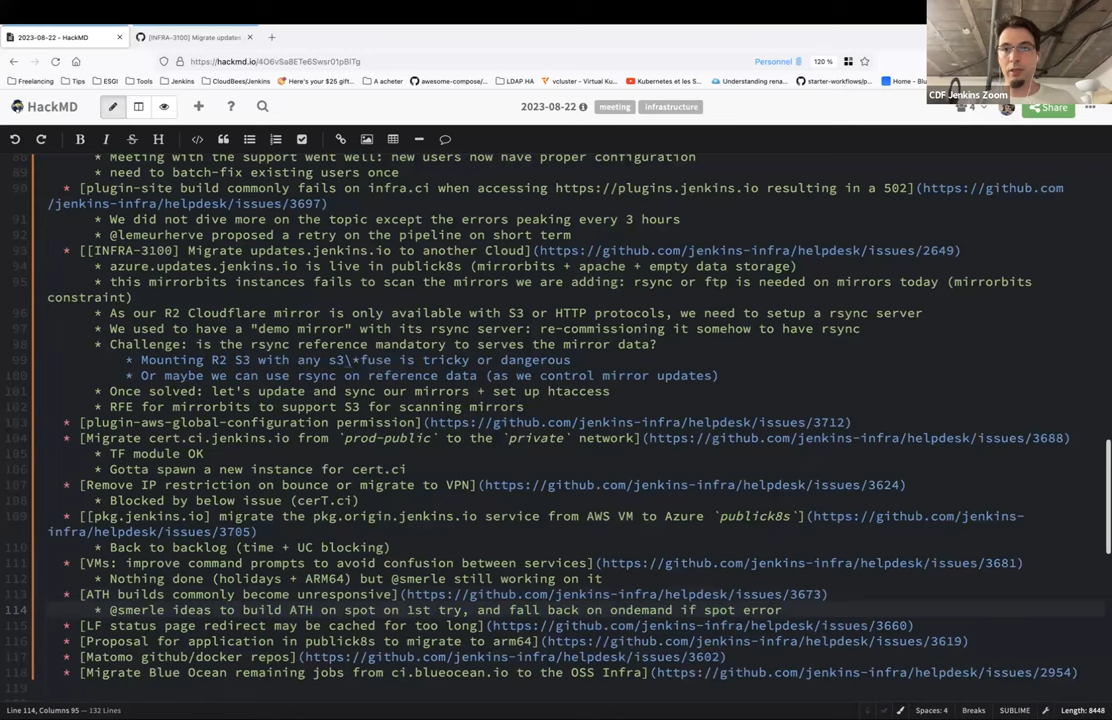 2023-08-22 - HackMD
[INFRA-3100] Migrate updates
https://hackmd.io/4O6vSa8ETe6Swsr01pBITg
Personnel
120 %
Freelancing
Tips
ESGI
Tools
Jenkins
CloudBees/Jenkins
Here's your $25 gift...
A acheter
awesome-compose/...
LDAP HA
vcluster - Virtual Ku...
Kubernetes et les S...
Understanding rena...
starter-workflows/p...
Home - Blu
CDF Jenkins Zoom
HackMD
2023-08-22
meeting
infrastructure
4
Share
88 * Meeting with the support went well: new users now have proper configuration
89 * need to batch-fix existing users once
90 * [plugin-site build commonly fails on infra.ci when accessing https://plugins.jenkins.io resulting in a 502](https://github.com
/jenkins-infra/helpdesk/issues/3697)
91 * We did not dive more on the topic except the errors peaking every 3 hours
92 * @lemeurherve proposed a retry on the pipeline on short term
93 * [[INFRA-3100] Migrate updates.jenkins.io to another Cloud](https://github.com/jenkins-infra/helpdesk/issues/2649)
94 * azure.updates.jenkins.io is live in publick8s (mirrorbits + apache + empty data storage)
95 * this mirrorbits instances fails to scan the mirrors we are adding: rsync or ftp is needed on mirrors today (mirrorbits
constraint)
96 * As our R2 Cloudflare mirror is only available with S3 or HTTP protocols, we need to setup a rsync server
97 * We used to have a "demo mirror" with its rsync server: re-commissioning it somehow to have rsync
98 * Challenge: is the rsync reference mandatory to serves the mirror data?
99 * Mounting R2 S3 with any s3\*fuse is tricky or dangerous
100 * Or maybe we can use rsync on reference data (as we control mirror updates)
101 * Once solved: let's update and sync our mirrors + set up htaccess
102 * RFE for mirrorbits to support S3 for scanning mirrors
103 * [plugin-aws-global-configuration permission](https://github.com/jenkins-infra/helpdesk/issues/3712)
104 * [Migrate cert.ci.jenkins.io from `prod-public` to the `private` network](https://github.com/jenkins-infra/helpdesk/issues/3688)
105 * TF module OK
106 * Gotta spawn a new instance for cert.ci
107 * [Remove IP restriction on bounce or migrate to VPN](https://github.com/jenkins-infra/helpdesk/issues/3624)
108 * Blocked by below issue (cerT.ci)
109 * [[pkg.jenkins.io] migrate the pkg.origin.jenkins.io service from AWS VM to Azure `publick8s`](https://github.com/jenkins-
infra/helpdesk/issues/3705)
110 * Back to backlog (time + UC blocking)
111 * [VMs: improve command prompts to avoid confusion between services](https://github.com/jenkins-infra/helpdesk/issues/3681)
112 * Nothing done (holidays + ARM64) but @smerle still working on it
113 * [ATH builds commonly become unresponsive](https://github.com/jenkins-infra/helpdesk/issues/3673)
114 * @smerle ideas to build ATH on spot on 1st try, and fall back on ondemand if spot error
115 * [LF status page redirect may be cached for too long](https://github.com/jenkins-infra/helpdesk/issues/3660)
116 * [Proposal for application in publick8s to migrate to arm64](https://github.com/jenkins-infra/helpdesk/issues/3619)
117 * [Matomo github/docker repos](https://github.com/jenkins-infra/helpdesk/issues/3602)
118 * [Migrate Blue Ocean remaining jobs from ci.blueocean.io to the OSS Infra](https://github.com/jenkins-infra/helpdesk/issues/2954)
119
Line 114, Columns 95 — 132 Lines
Spaces: 4
Breaks
SUBLIME
Length: 8448